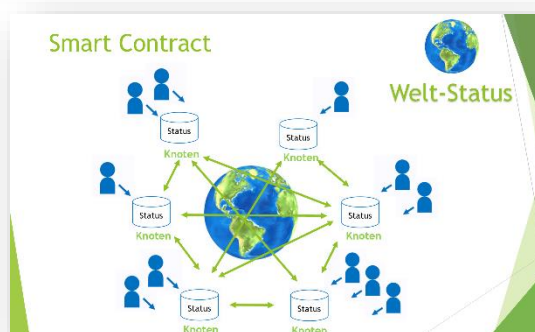 Smart Contract
Welt-Status
Status
Knoten
Status
Knoten
Status
Knoten
Status
Knoten
Status
Knoten
Status
Knoten